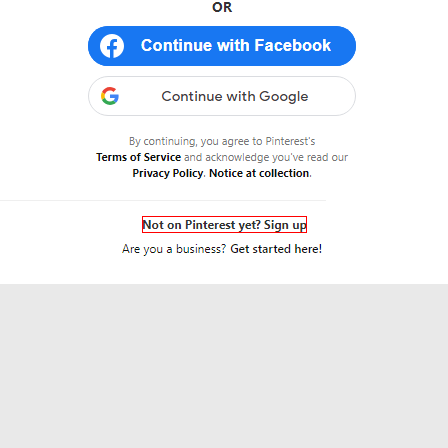 OR
Continue with Facebook
Continue with Google
By continuing, you agree to Pinterest's
Terms of Service and acknowledge you've read our
Privacy Policy. Notice at collection.
Not on Pinterest yet? Sign up
Are you a business? Get started here!